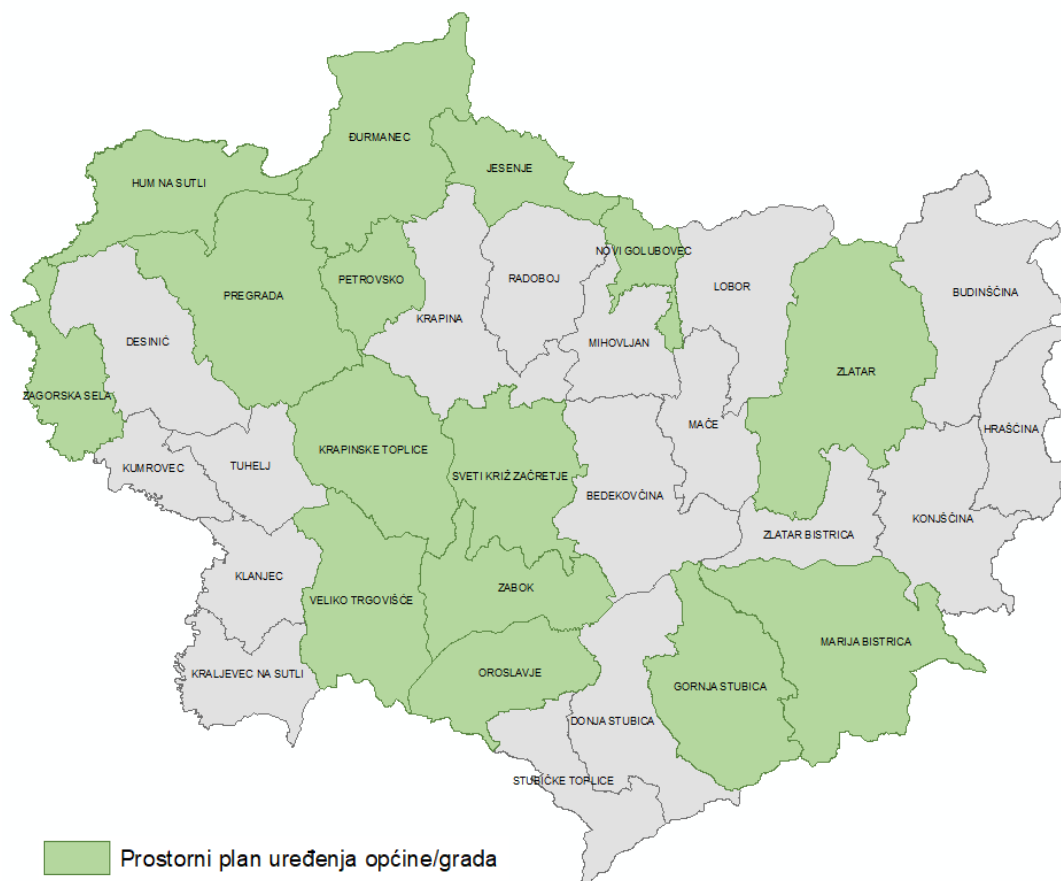 ĐURMANEC
JESENJE
HUM NA SUTLI
NOVI GOLUBOVEC
PETROVSKO
RADOBOJ
LOBOR
BUDINŠČINA
PREGRADA
KRAPINA
DESINIĆ
MIHOVLJAN
ZLATAR
ZAGORSKA SELA
MAČE
HRAŠĆINA
KRAPINSKE TOPLICE
KUMROVEC
TUHELJ
SVETI KRIŽ ZAČRETJE
BEDEKOVČINA
KONJŠČINA
ZLATAR BISTRICA
KLANJEC
ZABOK
VELIKO TRGOVIŠĆE
MARIJA BISTRICA
KRALJEVEC NA SUTLI
OROSLAVJE
GORNJA STUBICA
DONJA STUBICA
STUBIČKE TOPLICE
Prostorni plan uređenja općine/grada